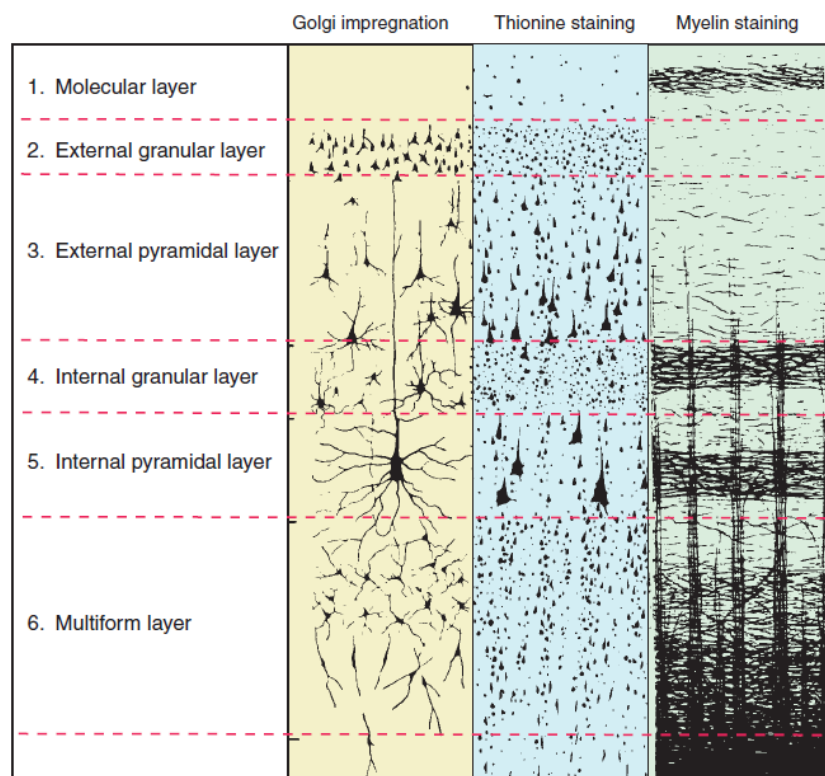 Golgi impregnation Thionine staining Myelin staining
1. Molecular layer
2. External granular layer
3. External pyramidal layer
4. Internal granular layer
5. Internal pyramidal layer
6. Multiform layer